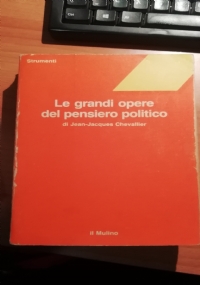 Strumenti
Le grandi opere
del pensiero politico
di Jean-Jacques Chevallier
Il Mulino